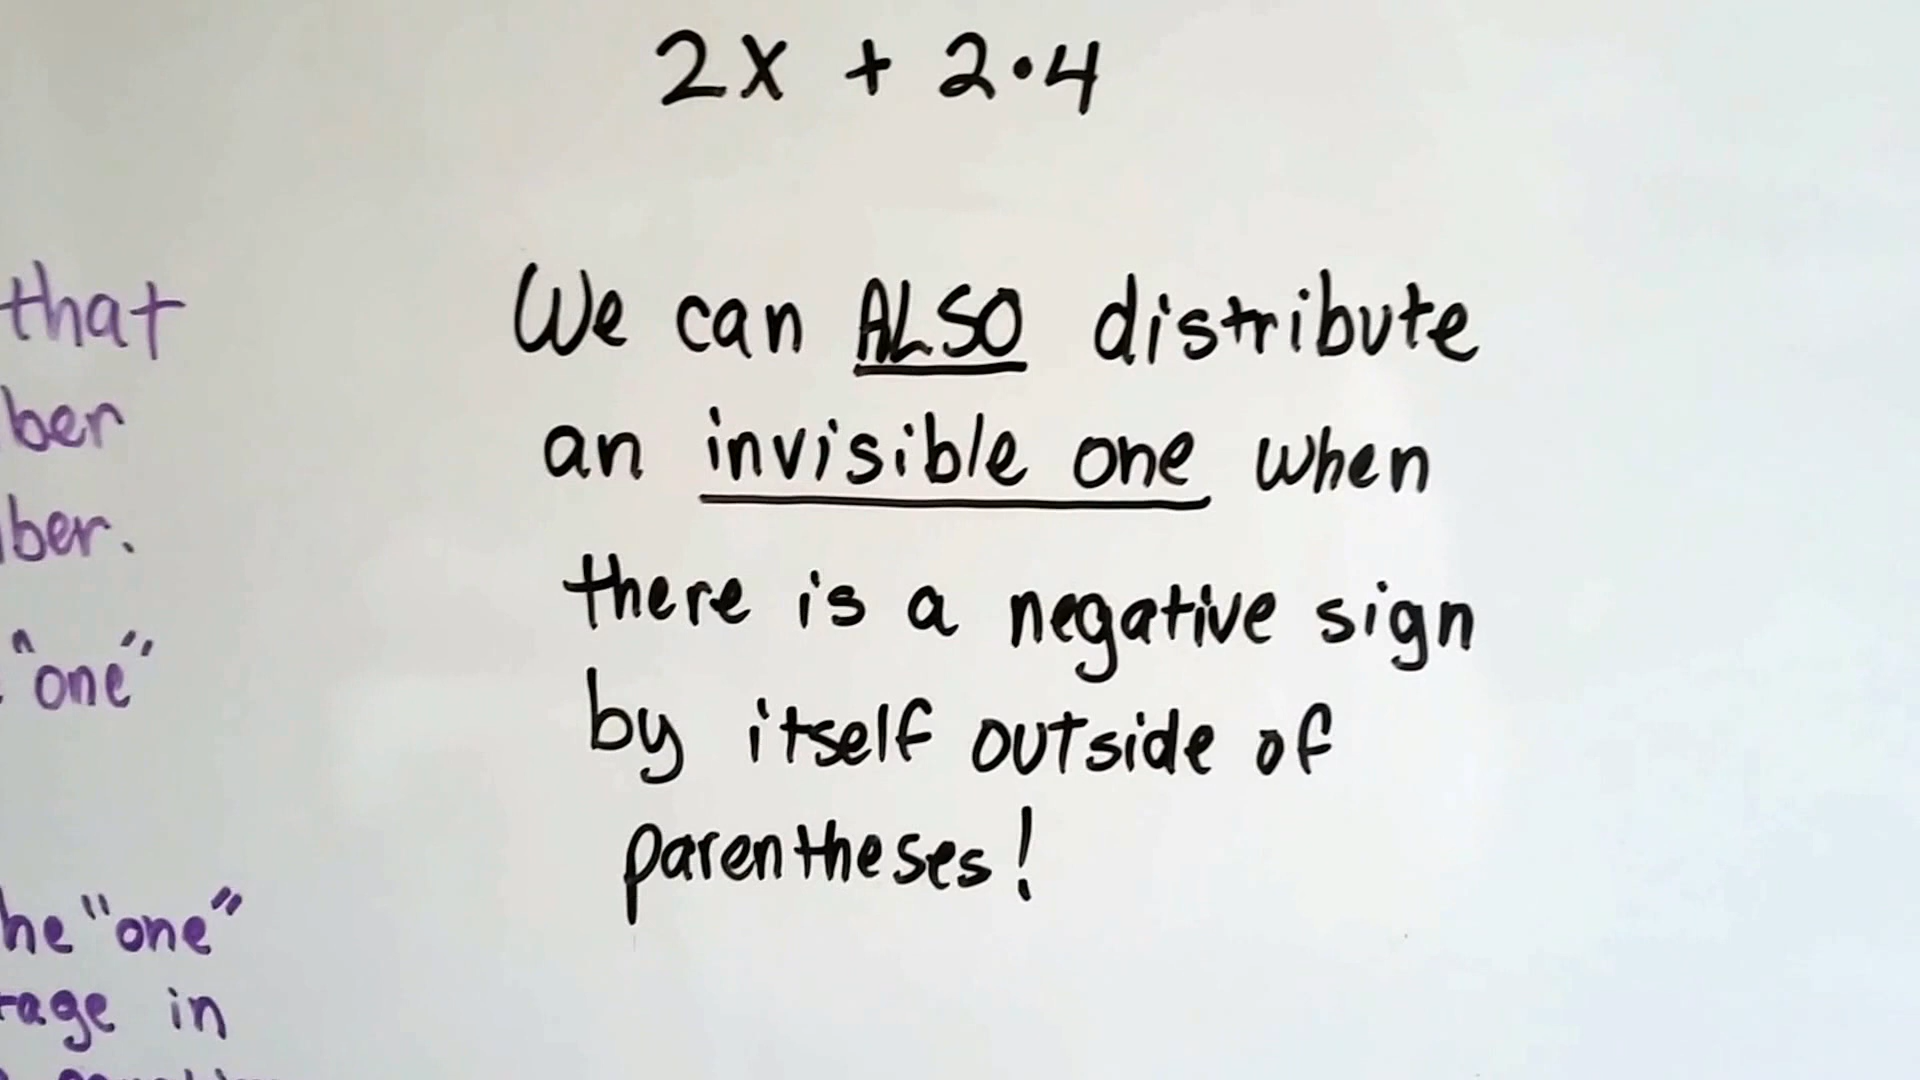 2x + 2·4
We can ALSO distribute
an invisible one when
there is a negative sign
by itself outside of
parentheses!
that
ber
ber.
"one"
he "one"
rage in